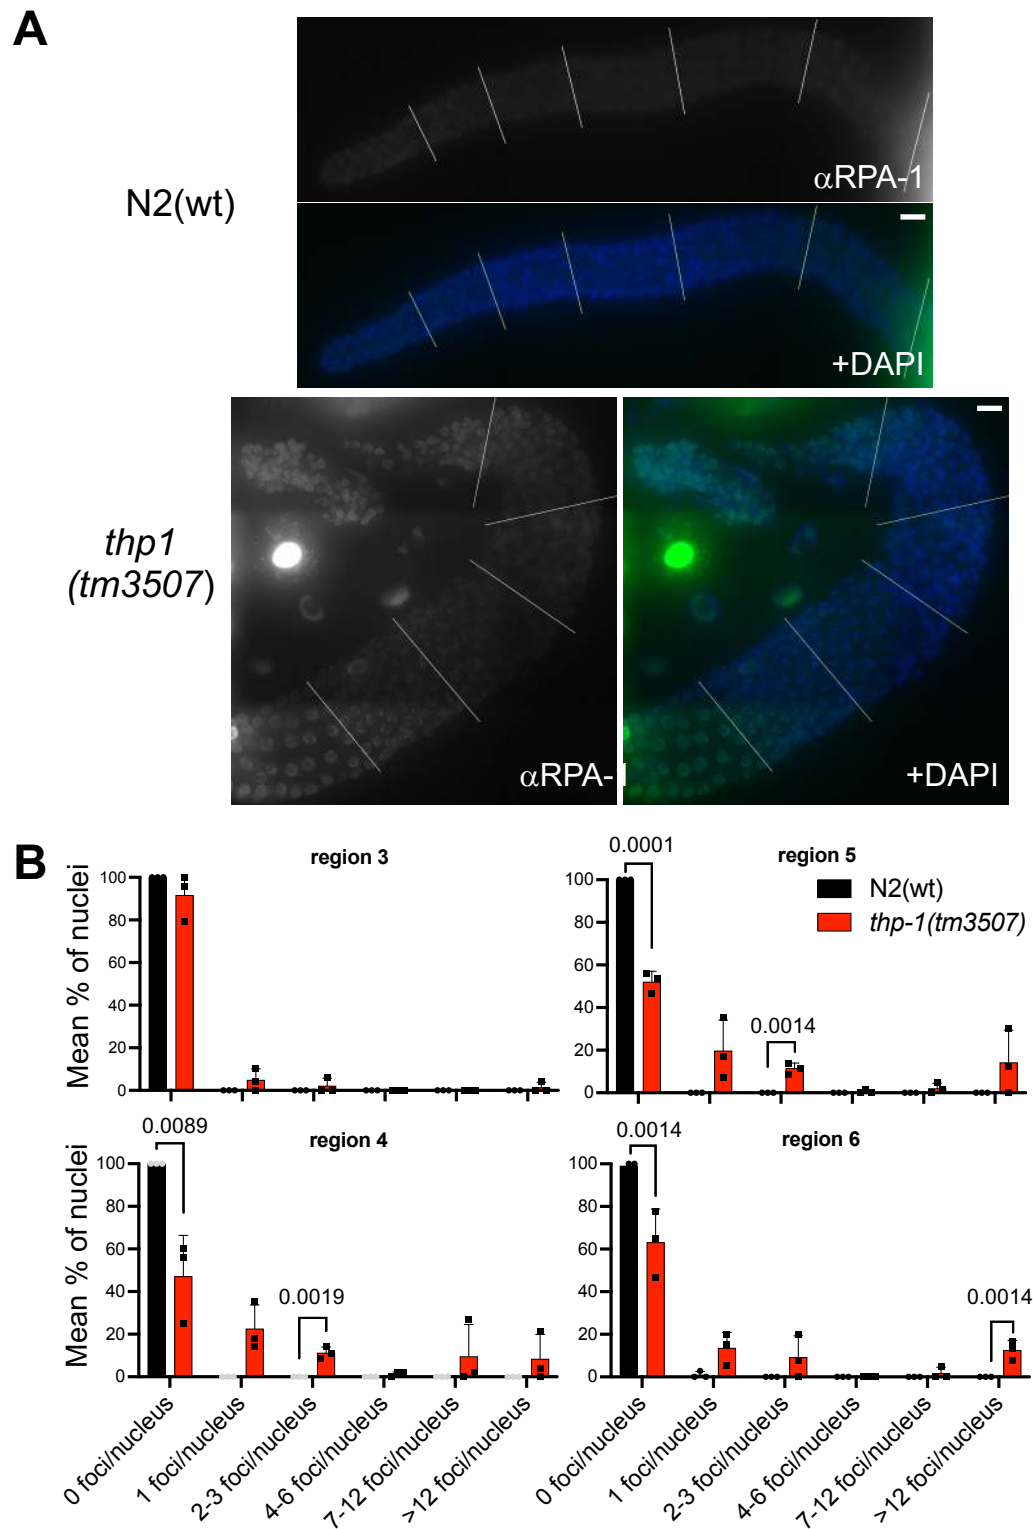 A
N2(wt)
αRPA-1
+DAPI
thp1
(tm3507)
αRPA-1
+DAPI
B
region 3
Mean % of nuclei
100
80
60
40
20
0
region 5
0.0001
0.0014
N2(wt)
thp-1(tm3507)
100
80
60
40
20
0
region 4
Mean % of nuclei
0.0089
0.0019
100
80
60
40
20
0
0 foci/nucleus
1 foci/nucleus
2-3 foci/nucleus
4-6 foci/nucleus
7-12 foci/nucleus
>12 foci/nucleus
region 6
0.0014
0.0014
100
80
60
40
20
0
0 foci/nucleus
1 foci/nucleus
2-3 foci/nucleus
4-6 foci/nucleus
7-12 foci/nucleus
>12 foci/nucleus